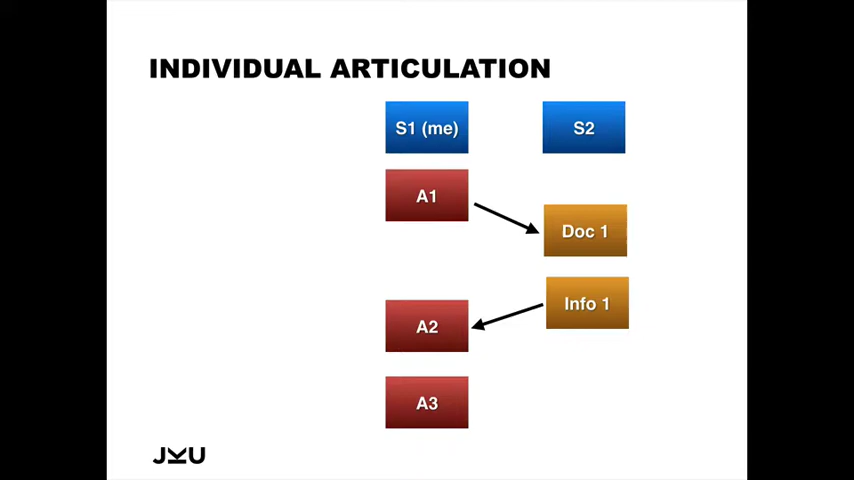 INDIVIDUAL ARTICULATION
S1 (me)
S2
A1
Doc 1
Info 1
A2
A3
JKU